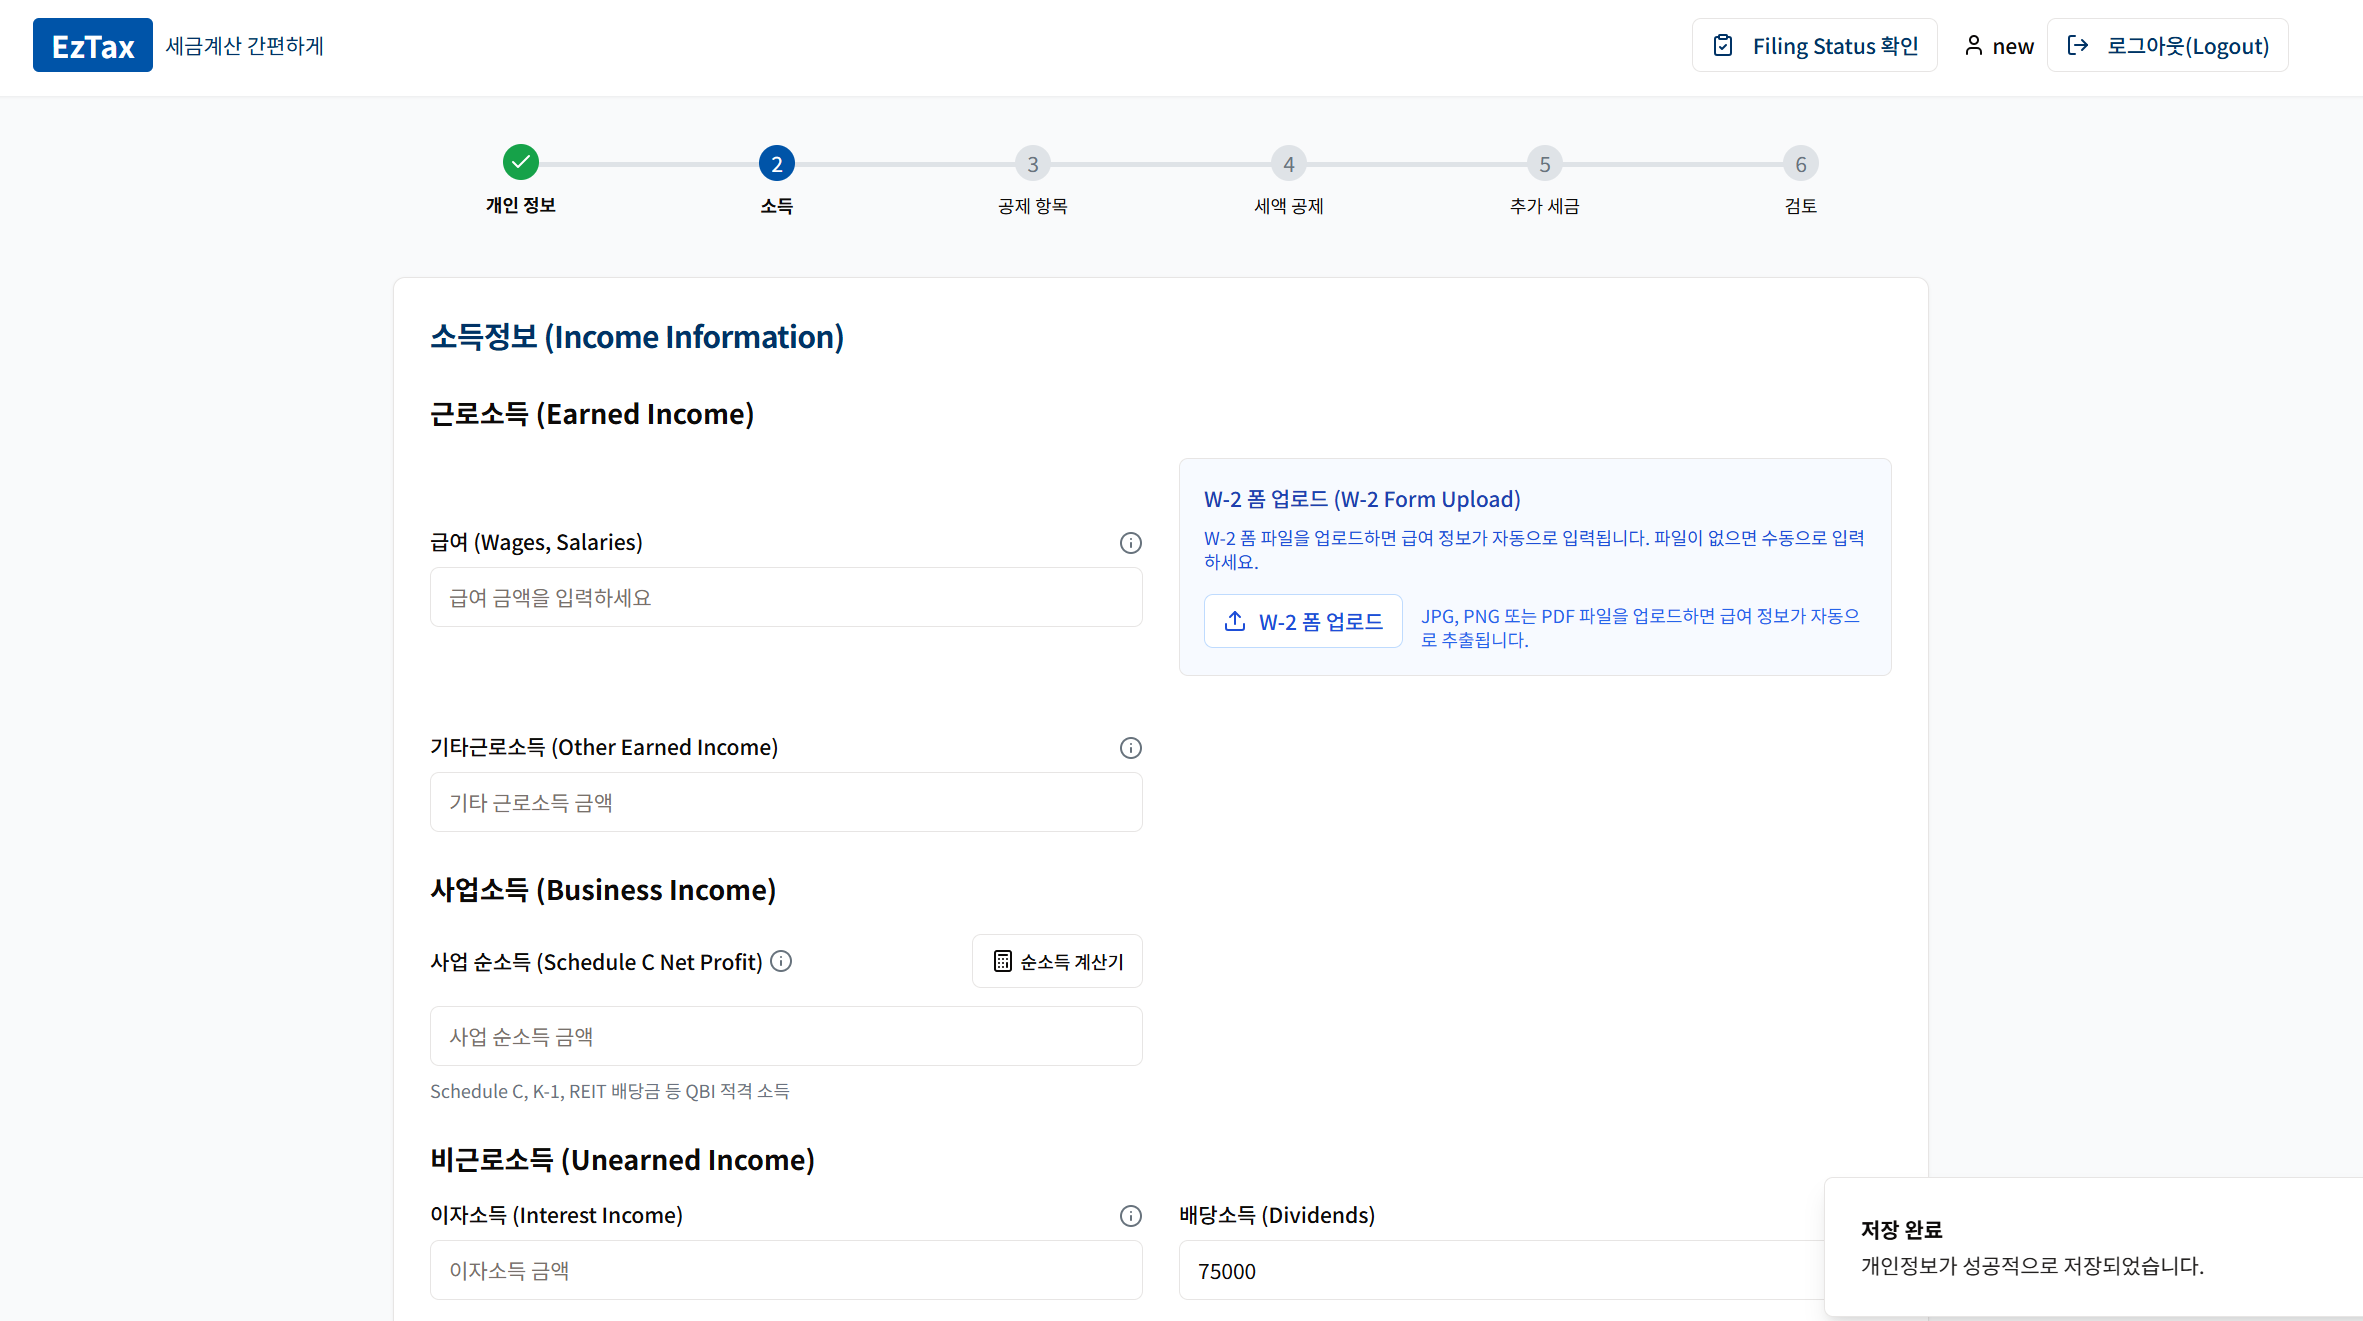 EzTax 세금계산 간편하게
Filing Status 확인
new
로그아웃(Logout)
2
3
4
5
6
개인 정보
소득
공제 항목
세액 공제
추가 세금
검토
소득정보 (Income Information)
근로소득 (Earned Income)
급여 (Wages, Salaries)
급여 금액을 입력하세요
W-2 폼 업로드 (W-2 Form Upload)
W-2 폼 파일을 업로드하면 급여 정보가 자동으로 입력됩니다. 파일이 없으면 수동으로 입력
하세요.
W-2 폼 업로드
JPG, PNG 또는 PDF 파일을 업로드하면 급여 정보가 자동으
로 추출됩니다.
기타근로소득 (Other Earned Income)
기타 근로소득 금액
사업소득 (Business Income)
사업 순소득 (Schedule C Net Profit)
순소득 계산기
사업 순소득 금액
Schedule C, K-1, REIT 배당금 등 QBI 적격 소득
비근로소득 (Unearned Income)
이자소득 (Interest Income)
이자소득 금액
배당소득 (Dividends)
75000
저장 완료
개인정보가 성공적으로 저장되었습니다.